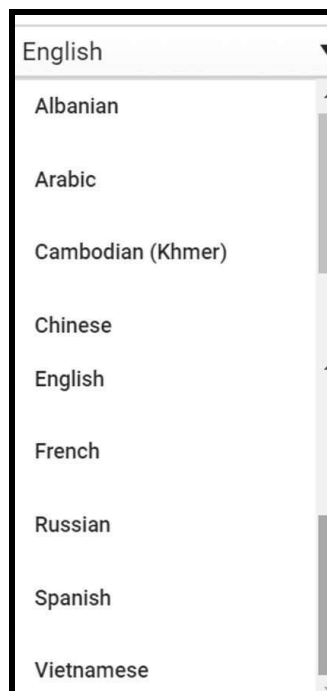 English
Albanian
Arabic
Cambodian (Khmer)
Chinese
English
French
Russian
Spanish
Vietnamese